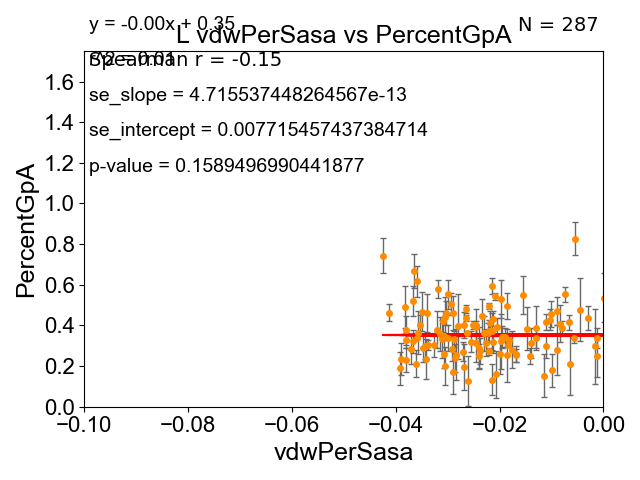 y = -0.00x + 0.35
N = 287
L vdwPerSasa vs PercentGpA
Spearman r = -0.15
se_slope = 4.715537448264567e-13
se_intercept = 0.007715457437384714
p-value = 0.1589496990441877
PercentGpA
1.6
1.4
1.2
1.0
0.8
0.6
0.4
0.2
0.0
−0.10
−0.08
−0.06
−0.04
−0.02
0.00
vdwPerSasa